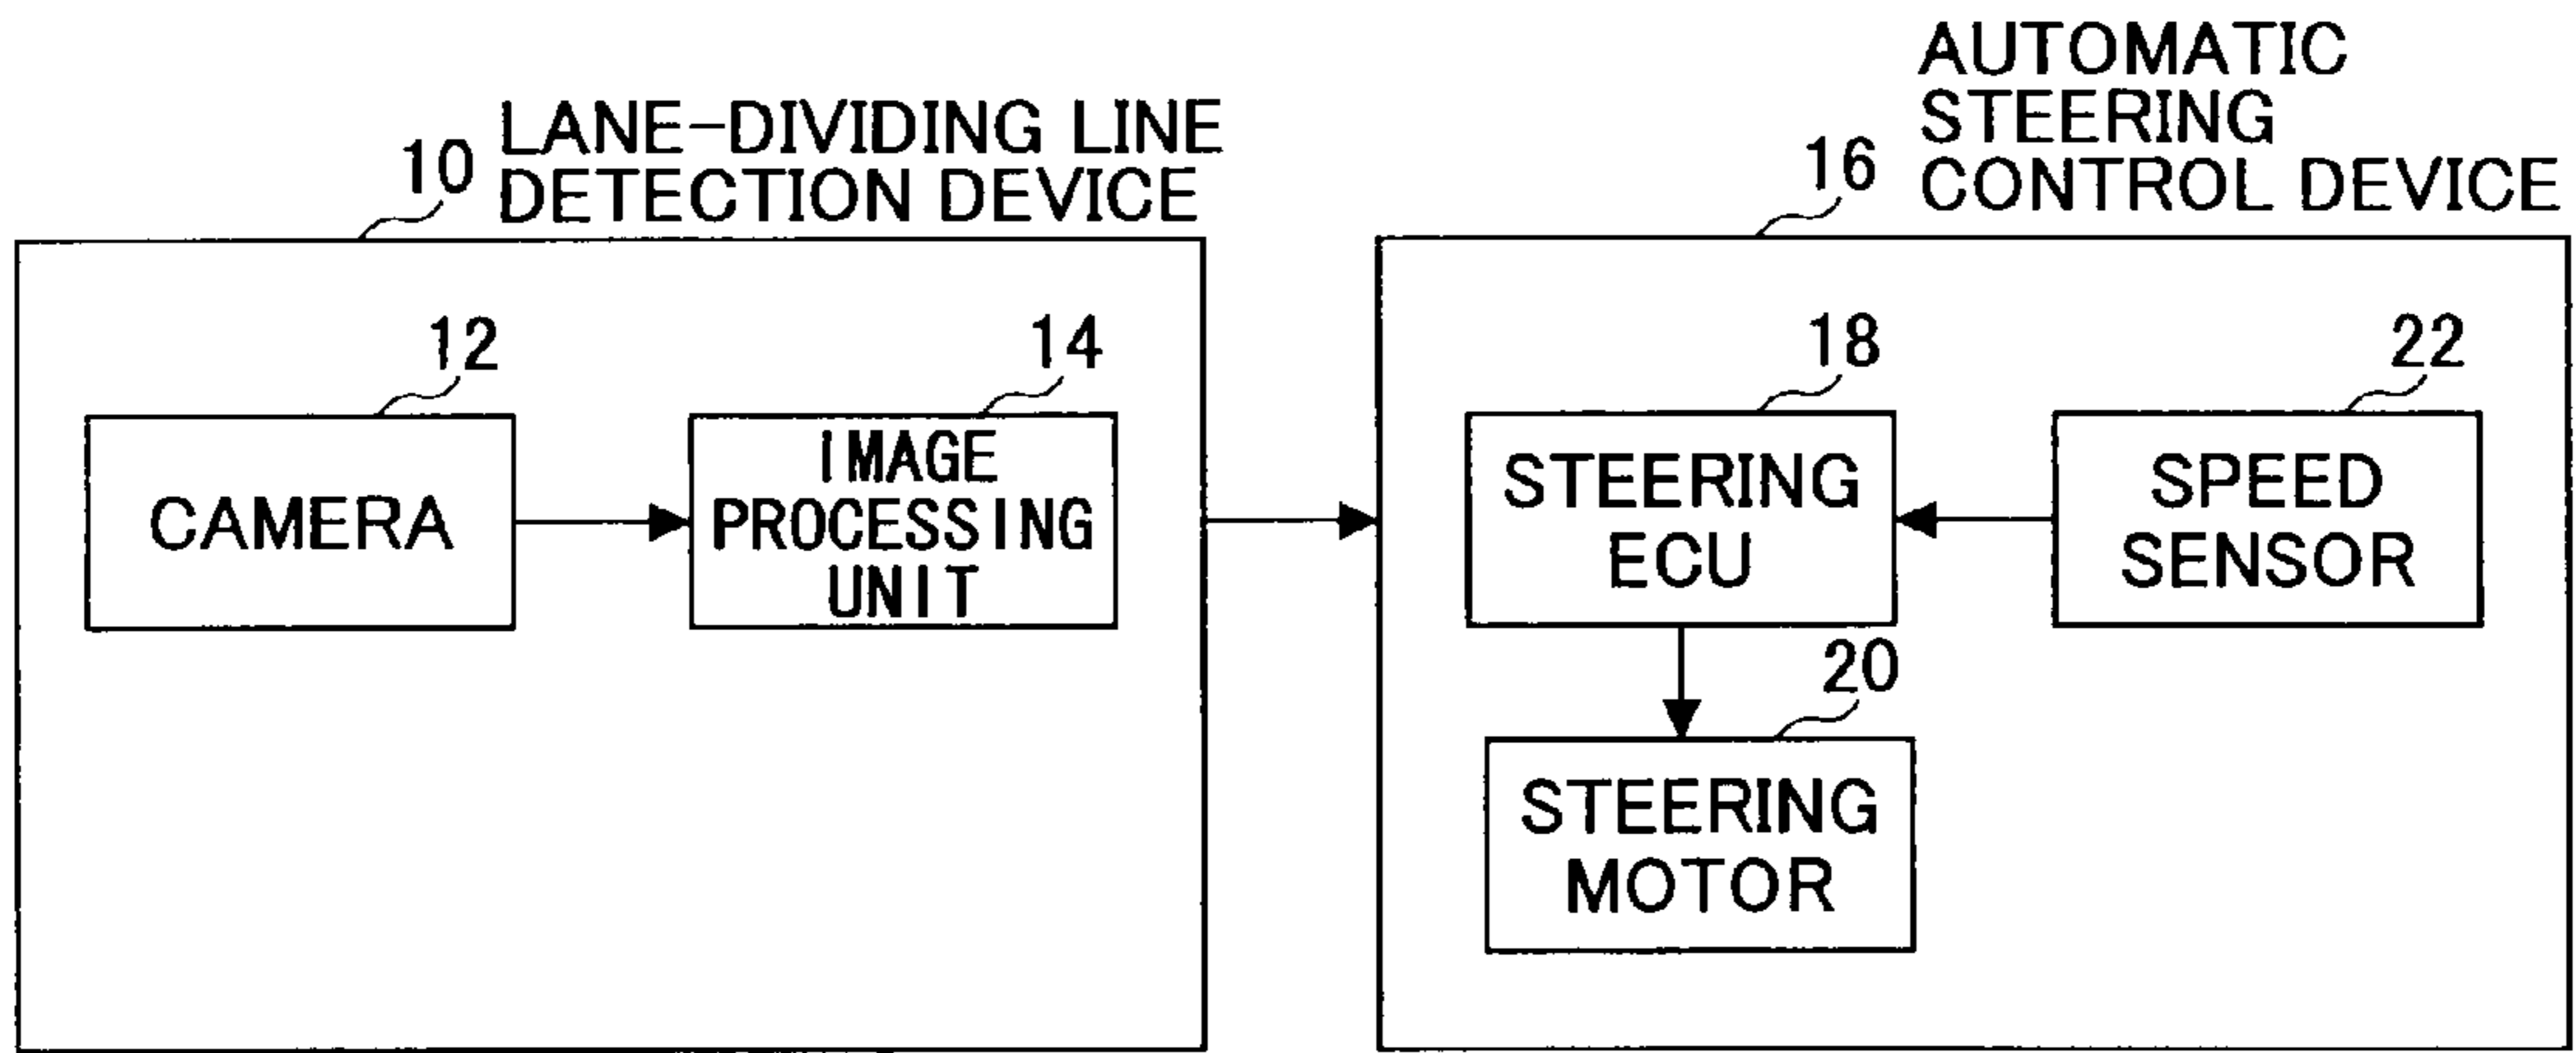 10
LANE-DIVIDING LINE
DETECTION DEVICE
12
CAMERA
14
IMAGE
PROCESSING
UNIT
AUTOMATIC
STEERING
CONTROL DEVICE
16
18
STEERING
ECU
22
SPEED
SENSOR
20
STEERING
MOTOR